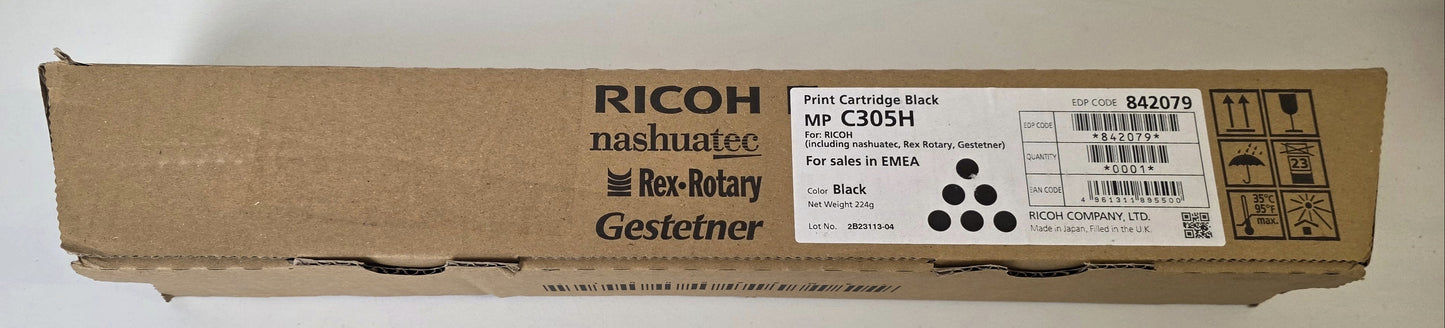 RICOH
nashuatec
Rex•Rotary
Gestetner
Print Cartridge Black
MP C305H
For: RICOH
(including nashuatec, Rex Rotary, Gestetner)
For sales in EMEA
Color Black
Net Weight 224g
Lot No. 2B23113-04
EDP CODE 842079
EDP CODE
*842079*
QUANTITY
*0001*
EAN CODE
4 961311 895500
RICOH COMPANY, LTD.
Made in Japan, Filled in the U.K.
23
35°C
95°F
max.